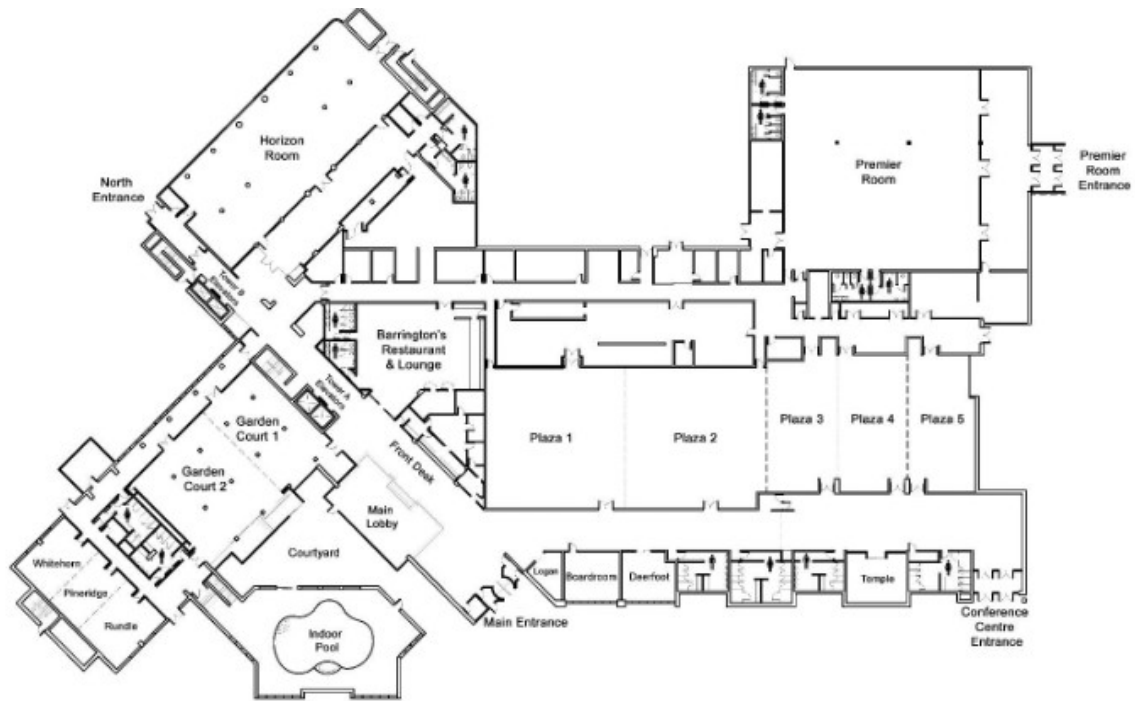 Horizon
Room
North
Entrance
Tower B
Elevators
Premier
Room
Premier
Room
Entrance
Barrington's
Restaurant
& Lounge
Tower A
Elevators
Front Desk
Garden
Court 1
Garden
Court 2
Plaza 1
Plaza 2
Plaza 3
Plaza 4
Plaza 5
Main
Lobby
Courtyard
Whitehorn
Pineridge
Rundle
Indoor
Pool
Main Entrance
Logan
Boardroom
Deerfoot
Temple
Conference
Centre
Entrance